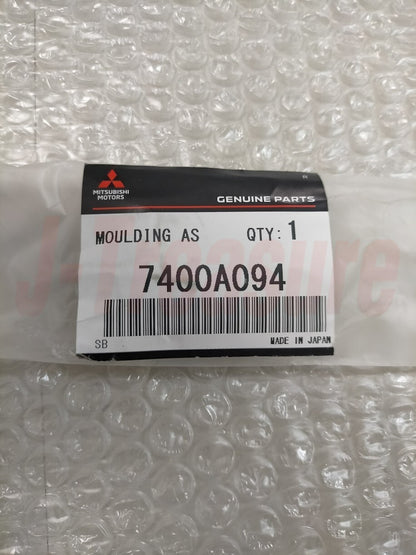 MITSUBISHI
MOTORS
GENUINE PARTS
MOULDING AS QTY: 1
7400A094
SB MADE IN JAPAN